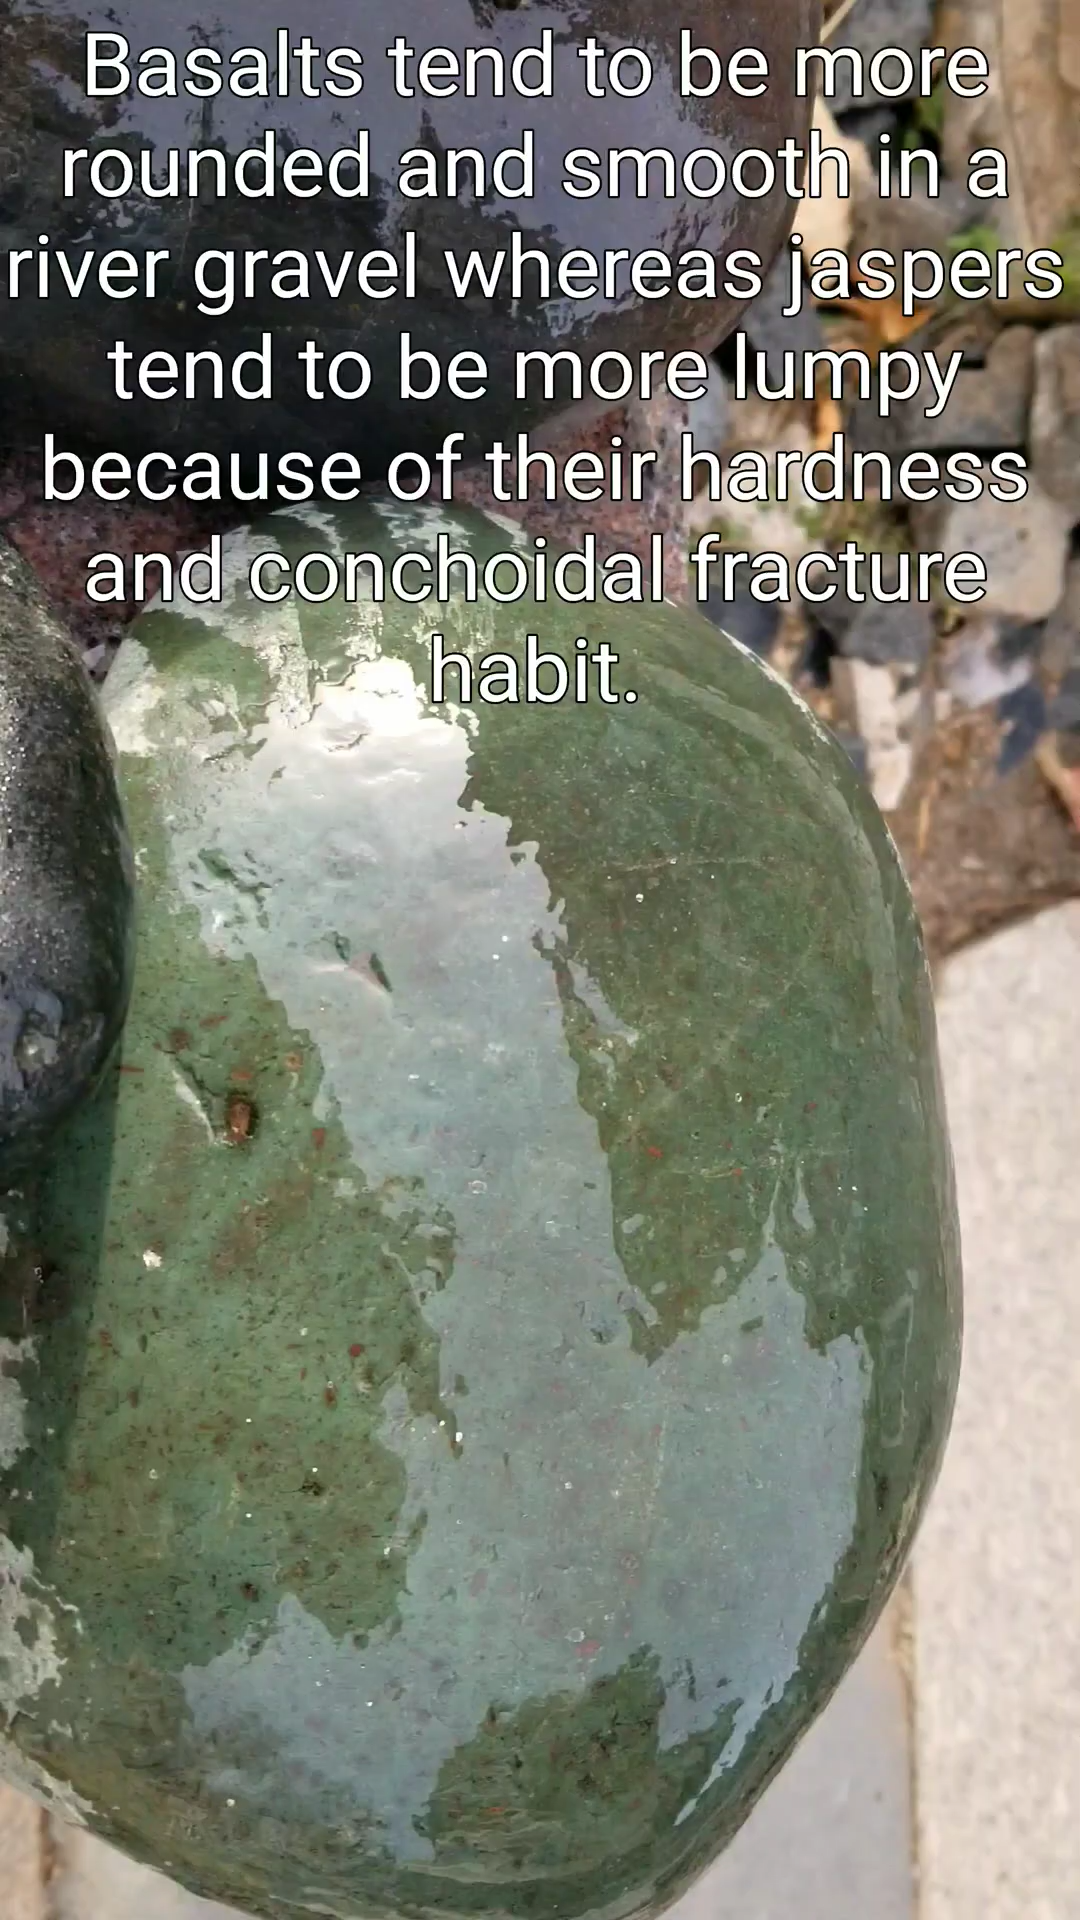 Basalts tend to be more
rounded and smooth in a
river gravel whereas jaspers
tend to be more lumpy
because of their hardness
and conchoidal fracture
habit.